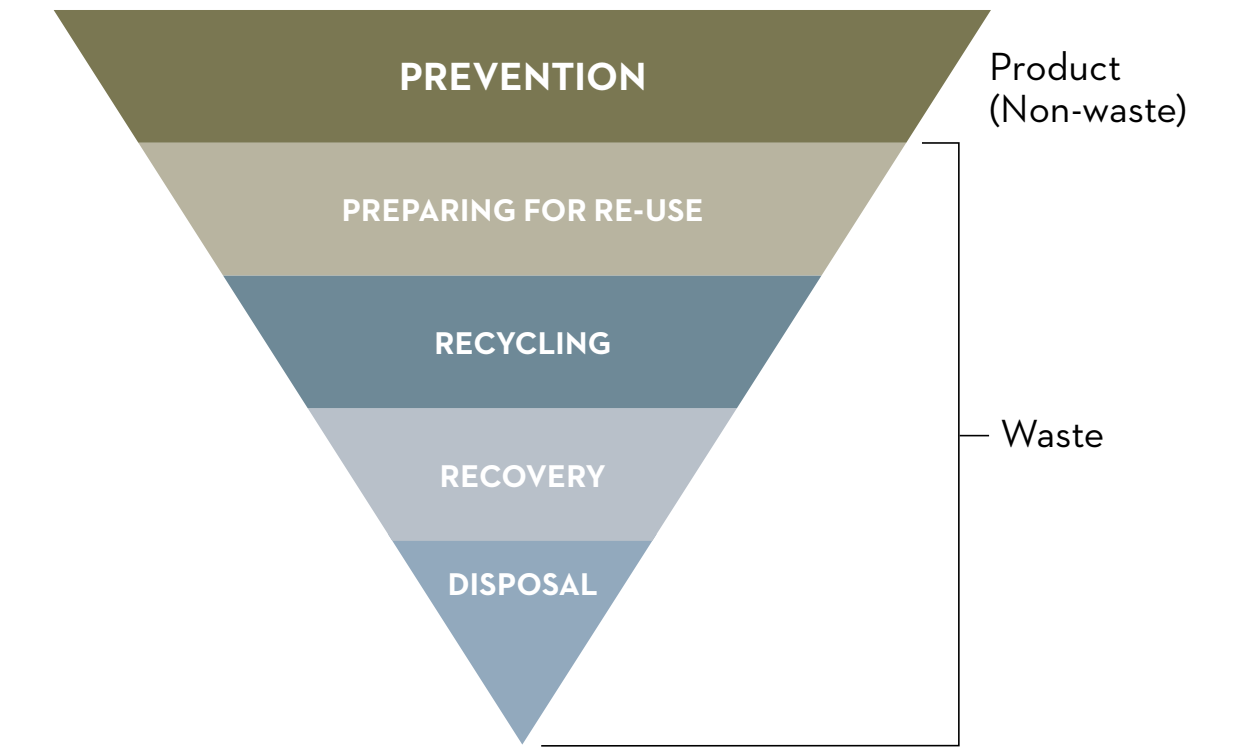 PREVENTION
Product
(Non-waste)
PREPARING FOR RE-USE
RECYCLING
Waste
RECOVERY
DISPOSAL